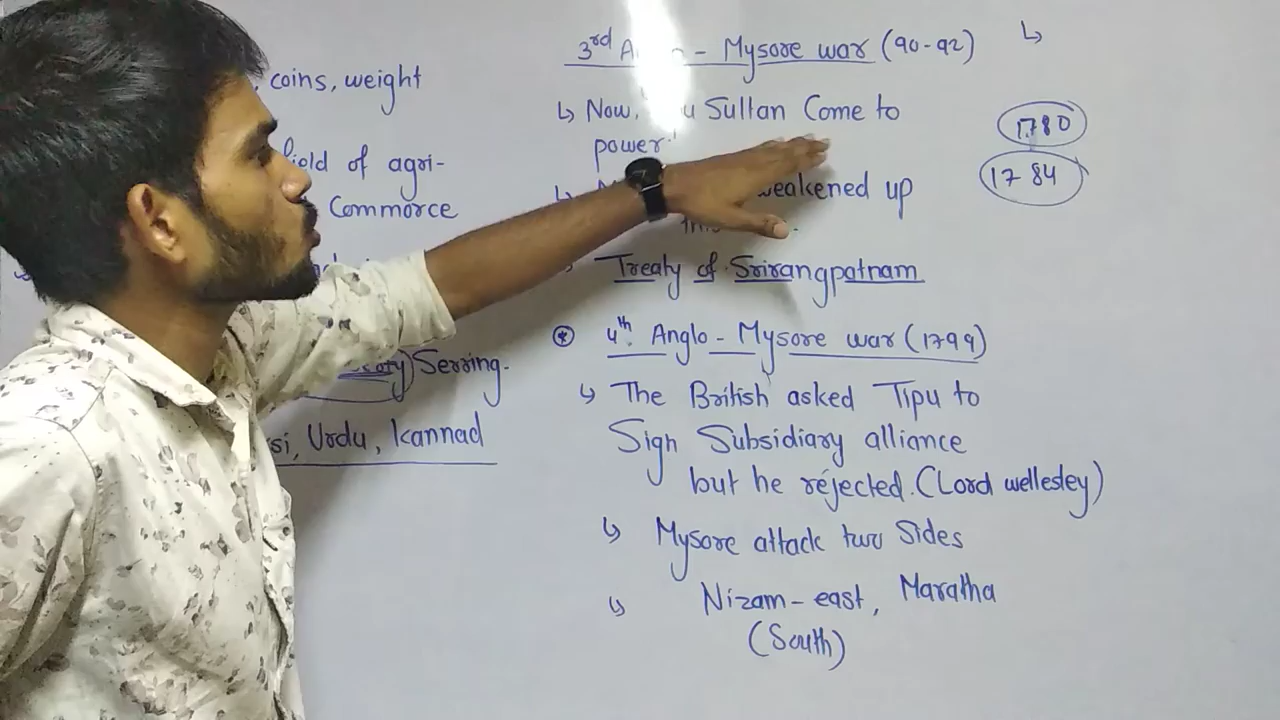 coins, weight
field of agri-
Commorce
Serring.
si, Urdu, kannad
3rd A - Mysore war (90-92)
↳ Now, u Sultan Come to
power
weakened up
Treaty of Srirangpatnam
4th Anglo - Mysore war (1799)
↳ The British asked Tipu to
Sign Subsidiary alliance
but he réjected. (Lord wellesley)
↳ Mysore attack two Sides
↳ Nizam - east, Maratha
(South)
↳
1780
1784